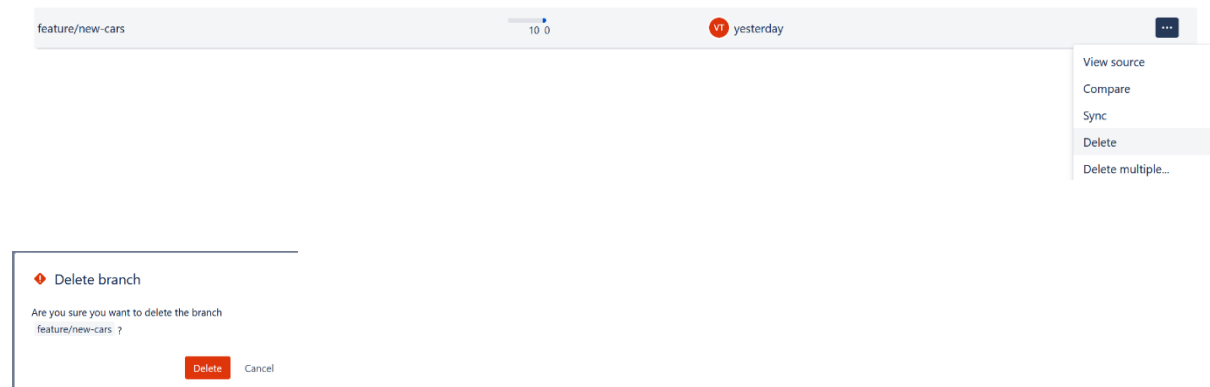 feature/new-cars
10 0
VT yesterday
View source
Compare
Sync
Delete
Delete multiple...
Delete branch
Are you sure you want to delete the branch
feature/new-cars ?
Delete Cancel